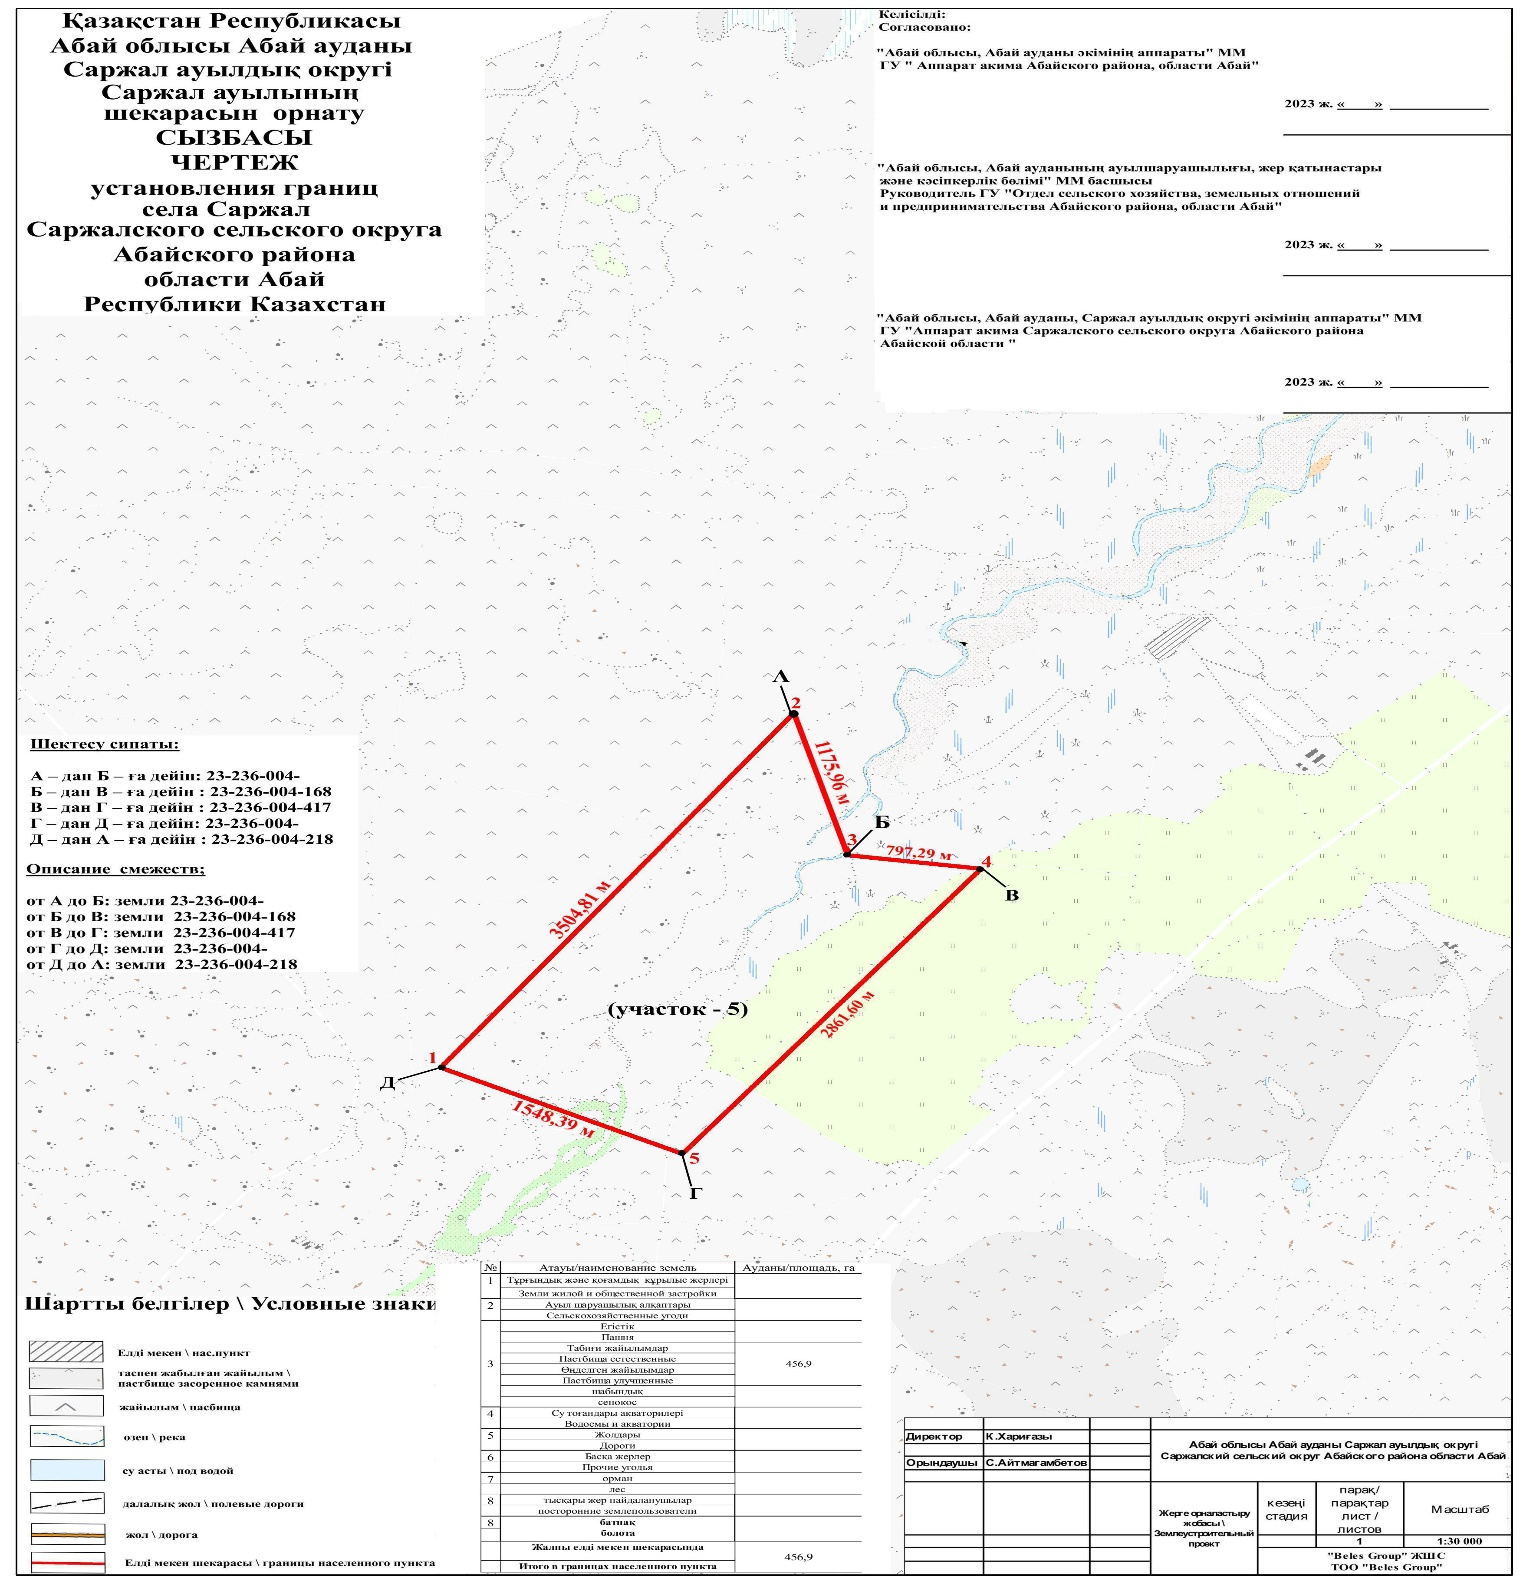 Қазақстан Республикасы
Абай облысы Абай ауданы
Саржал ауылдық округі
Саржал ауылының
шекарасын орнату
СЫЗБАСЫ
ЧЕРТЕЖ
установления границ
села Саржал
Саржалского сельского округа
Абайского района
области Абай
Республики Казахстан
Келісілді:
Согласовано:
"Абай облысы, Абай ауданы әкімінің аппараты" ММ
ГУ " Аппарат акима Абайского района, области Абай"
2023 ж. « »
"Абай облысы, Абай ауданының ауылшаруашылығы, жер қатынастары
және кәсіпкерлік бөлімі" ММ басшысы
Руководитель ГУ "Отдел сельского хозяйства, земельных отношений
и предпринимательства Абайского района, области Абай"
2023 ж. « »
"Абай облысы, Абай ауданы, Саржал ауылдық округі әкімінің аппараты" ММ
ГУ "Аппарат акима Саржалского сельского округа Абайского района
Абайской области "
2023 ж. « »
А
2
1175,96 м
Б
3
797,29 м
4
В
3504,81 м
2861,60 м
(участок - 5)
1
Д
1548,39 м
5
Г
Шектесу сипаты:
А – дан Б – ға дейін: 23-236-004-
Б – дан В – ға дейін : 23-236-004-168
В – дан Г – ға дейін : 23-236-004-417
Г – дан Д – ға дейін: 23-236-004-
Д – дан А – ға дейін : 23-236-004-218
Описание смежеств:
от А до Б: земли 23-236-004-
от Б до В: земли 23-236-004-168
от В до Г: земли 23-236-004-417
от Г до Д: земли 23-236-004-
от Д до А: земли 23-236-004-218
Шартты белгілер \ Условные знаки
Елді мекен \ нас.пункт
таспен жабылған жайылым \
пастбище засоренное камнями
жайылым \ пасбища
озен \ река
су асты \ под водой
далалық жол \ полевые дороги
жол \ дорога
Елді мекен шекарасы \ границы населенного пункта
№ Атауы/наименование земель Ауданы/площадь, га
1 Тұрғындық және қоғамдық құрылыс жерлері
Земли жилой и общественной застройки
2 Ауыл шаруашылық алқаптары
Сельскохозяйственные угоди
Егістік
Пашня
Табиғи жайылымдар
3 Пастбища естественные 456,9
Өңделген жайылымдар
Пастбища улучшенные
шабындық
сенокос
4 Су тоғандары акваторилері
Водоемы и акватории
5 Жолдары
Дороги
6 Баска жерлер
Прочие угодья
7 орман
лес
8 тысқары жер пайдаланушылар
посторонние землепользователи
8 батпақ
болота
Жалпы елді мекен шекарасында
456,9
Итого в границах населенного пункта
Директор К.Хариғазы
Орындаушы С.Айтмагамбетов
Абай облысы Абай ауданы Саржал ауылдық округі
Саржалский сельский округ Абайского района области Абай
Жерге орналастыру
жобасы \
Землеустроительный
проект
кезеңі
стадия
парақ/
парақтар
лист /
листов
Масштаб
1
1:30 000
"Beles Group" ЖШС
ТОО "Beles Group"